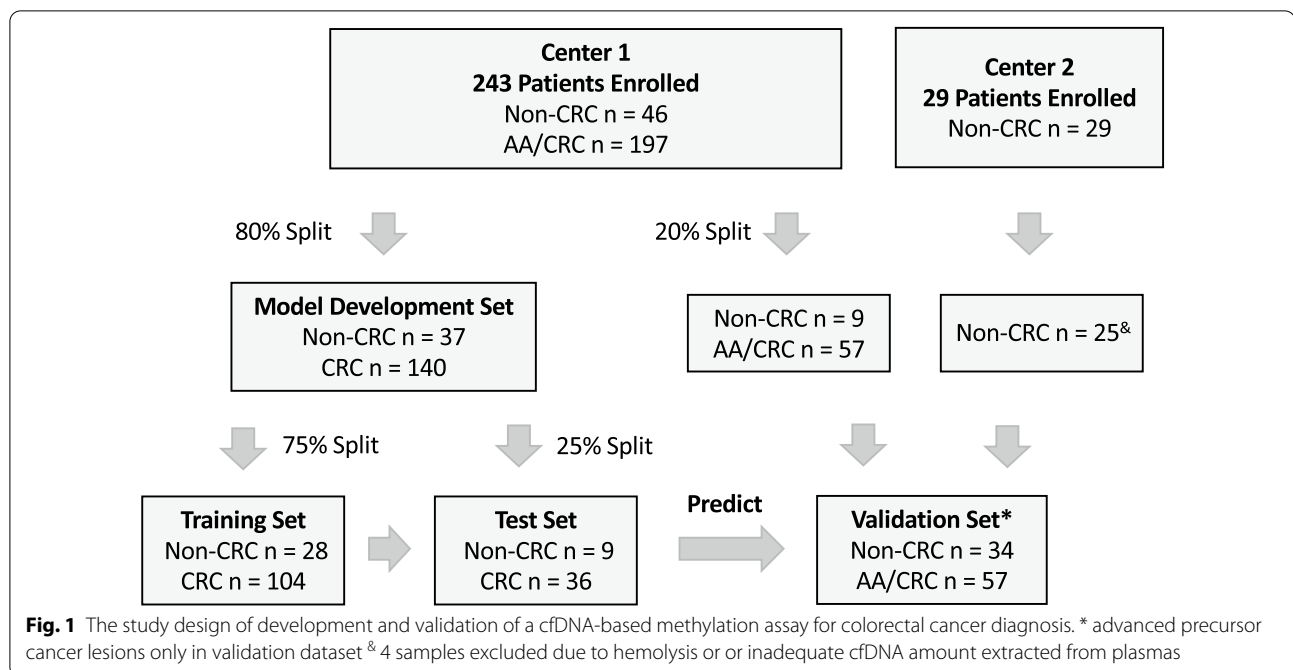 Center 1
243 Patients Enrolled
Non-CRC n = 46
AA/CRC n = 197
Center 2
29 Patients Enrolled
Non-CRC n = 29
80% Split
20% Split
Model Development Set
Non-CRC n = 37
CRC n = 140
Non-CRC n = 9
AA/CRC n = 57
Non-CRC n = 25&
75% Split
25% Split
Training Set
Non-CRC n = 28
CRC n = 104
Test Set
Non-CRC n = 9
CRC n = 36
Predict
Validation Set*
Non-CRC n = 34
AA/CRC n = 57
Fig. 1 The study design of development and validation of a cfDNA-based methylation assay for colorectal cancer diagnosis. * advanced precursor
cancer lesions only in validation dataset & 4 samples excluded due to hemolysis or or inadequate cfDNA amount extracted from plasmas